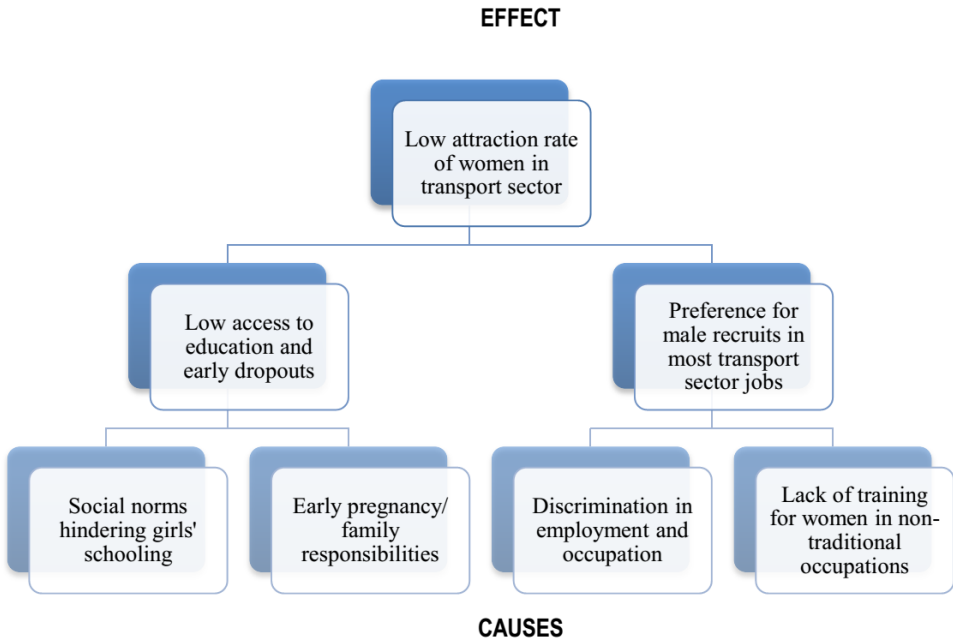 EFFECT
Low attraction rate
of women in
transport sector
Low access to
education and
early dropouts
Preference for
male recruits in
most transport
sector jobs
Social norms
hindering girls'
schooling
Early pregnancy/
family
responsibilities
Discrimination in
employment and
occupation
Lack of training
for women in non-
traditional
occupations
CAUSES